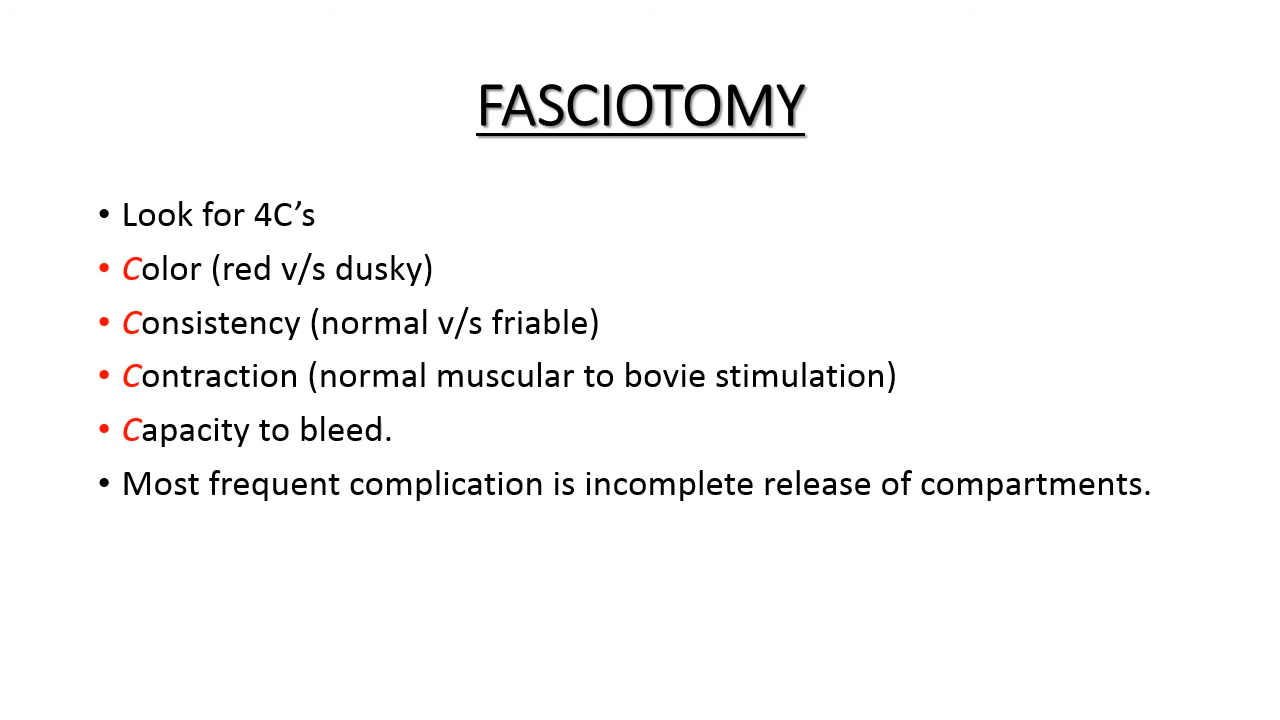 FASCIOTOMY
• Look for 4C’s
• Color (red v/s dusky)
• Consistency (normal v/s friable)
• Contraction (normal muscular to bovie stimulation)
• Capacity to bleed.
• Most frequent complication is incomplete release of compartments.